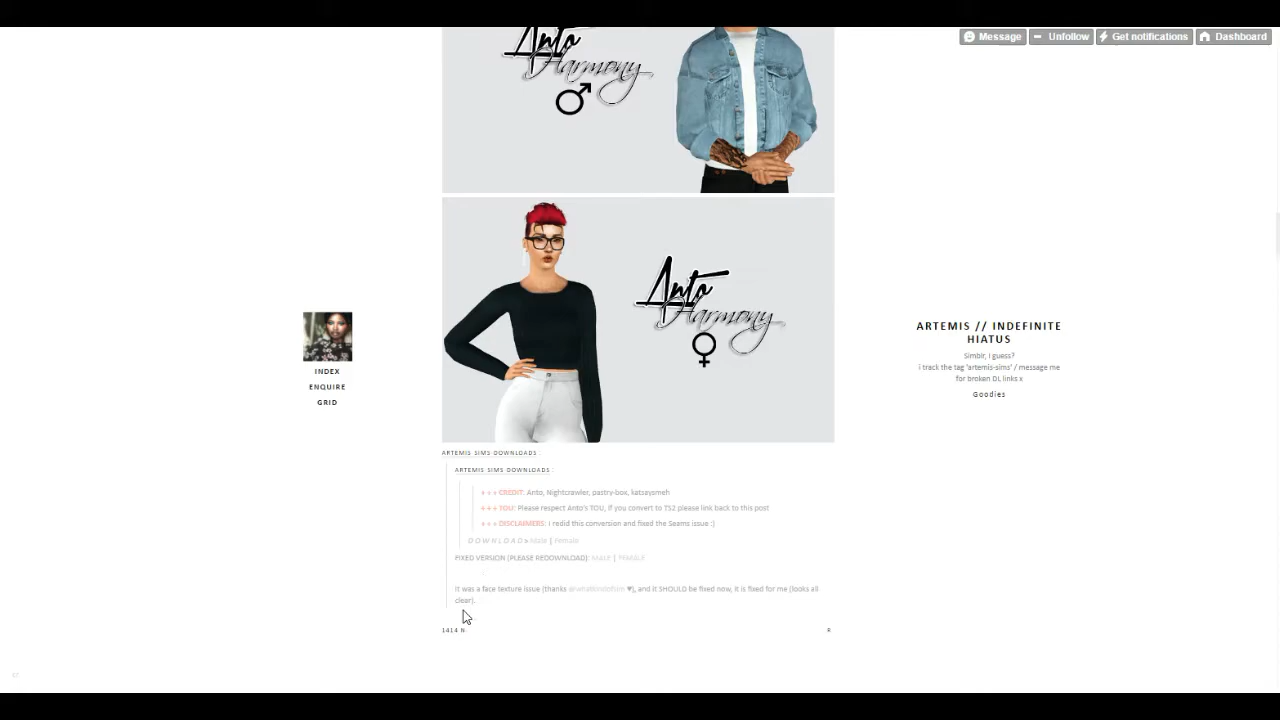 Message
Unfollow
Get notifications
Dashboard
Anto
Harmony
Anto
Harmony
INDEX
ENQUIRE
GRID
ARTEMIS // INDEFINITE
HIATUS
Simblr, i guess?
i track the tag 'artemis-sims' / message me
for broken DL links x
Goodies
ARTEMIS-SIMS-DOWNLOADS :
ARTEMIS-SIMS-DOWNLOADS :
+++CREDIT: Anto, Nightcrawler, pastry-box, katsaysmeh
+++TOU: Please respect Anto's TOU, if you convert to TS2 please link back to this post
+++DISCLAIMERS: I redid this conversion and fixed the Seams issue :)
DOWNLOAD» Male | Female
FIXED VERSION (PLEASE REDOWNLOAD): MALE | FEMALE
It was a face texture issue (thanks ♥), and it SHOULD be fixed now, it is fixed for me (looks all
clear).
1414 N
R